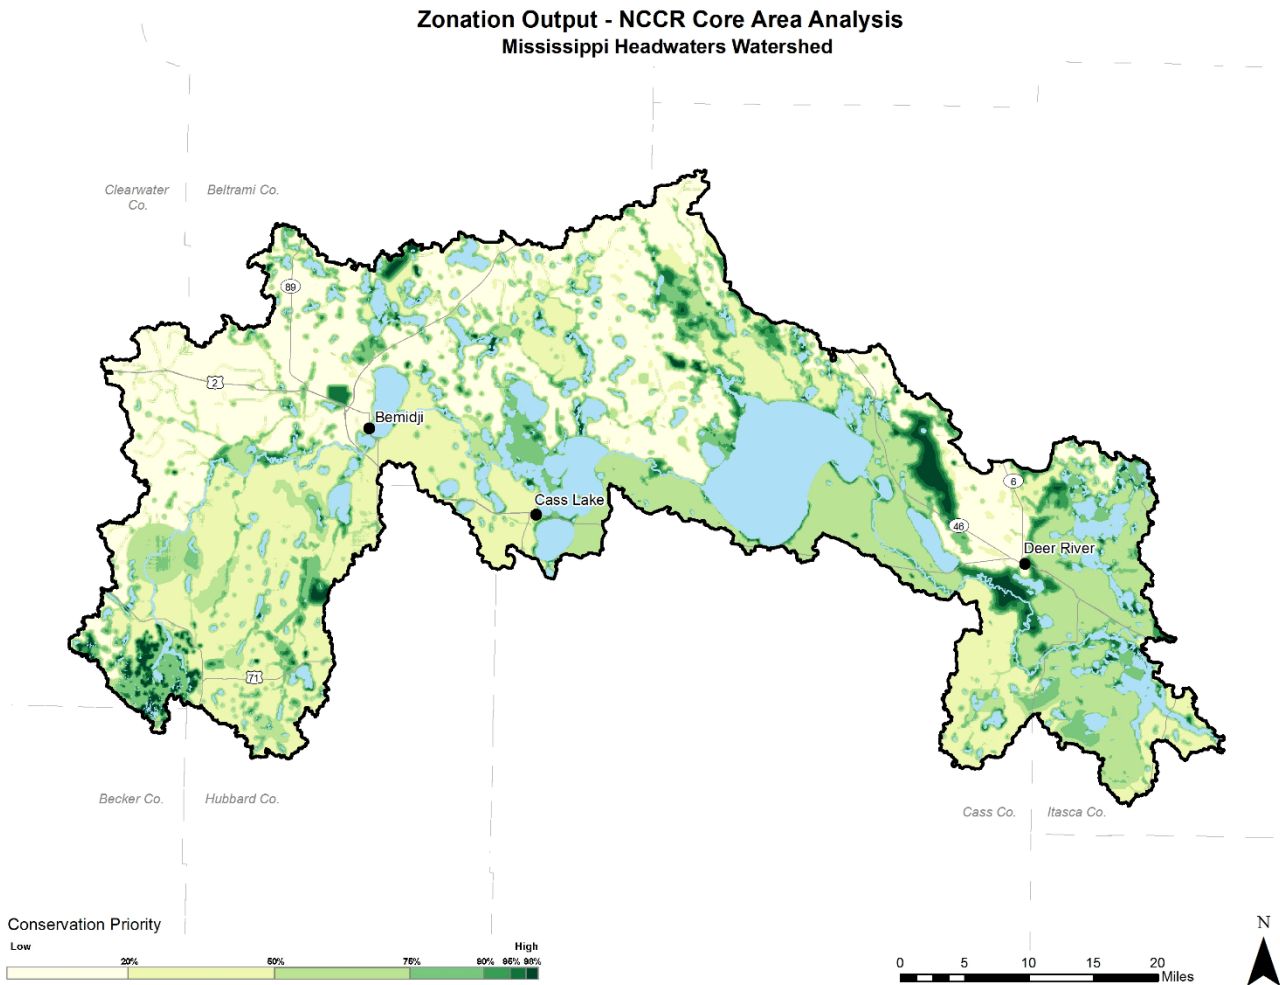 Zonation Output - NCCR Core Area Analysis
Mississippi Headwaters Watershed
Clearwater
Co.
Beltrami Co.
89
2
Bemidji
Cass Lake
6
46
Deer River
71
Becker Co.
Hubbard Co.
Cass Co.
Itasca Co.
Conservation Priority
Low
High
20%
50%
75%
80%
95%
98%
N
0
5
10
15
20
Miles